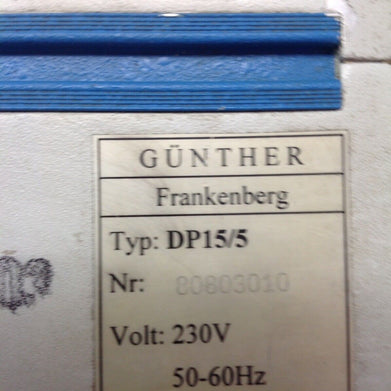 GÜNTHER
Frankenberg
Typ: DP15/5
Nr: 80803010
Volt: 230V
50-60Hz